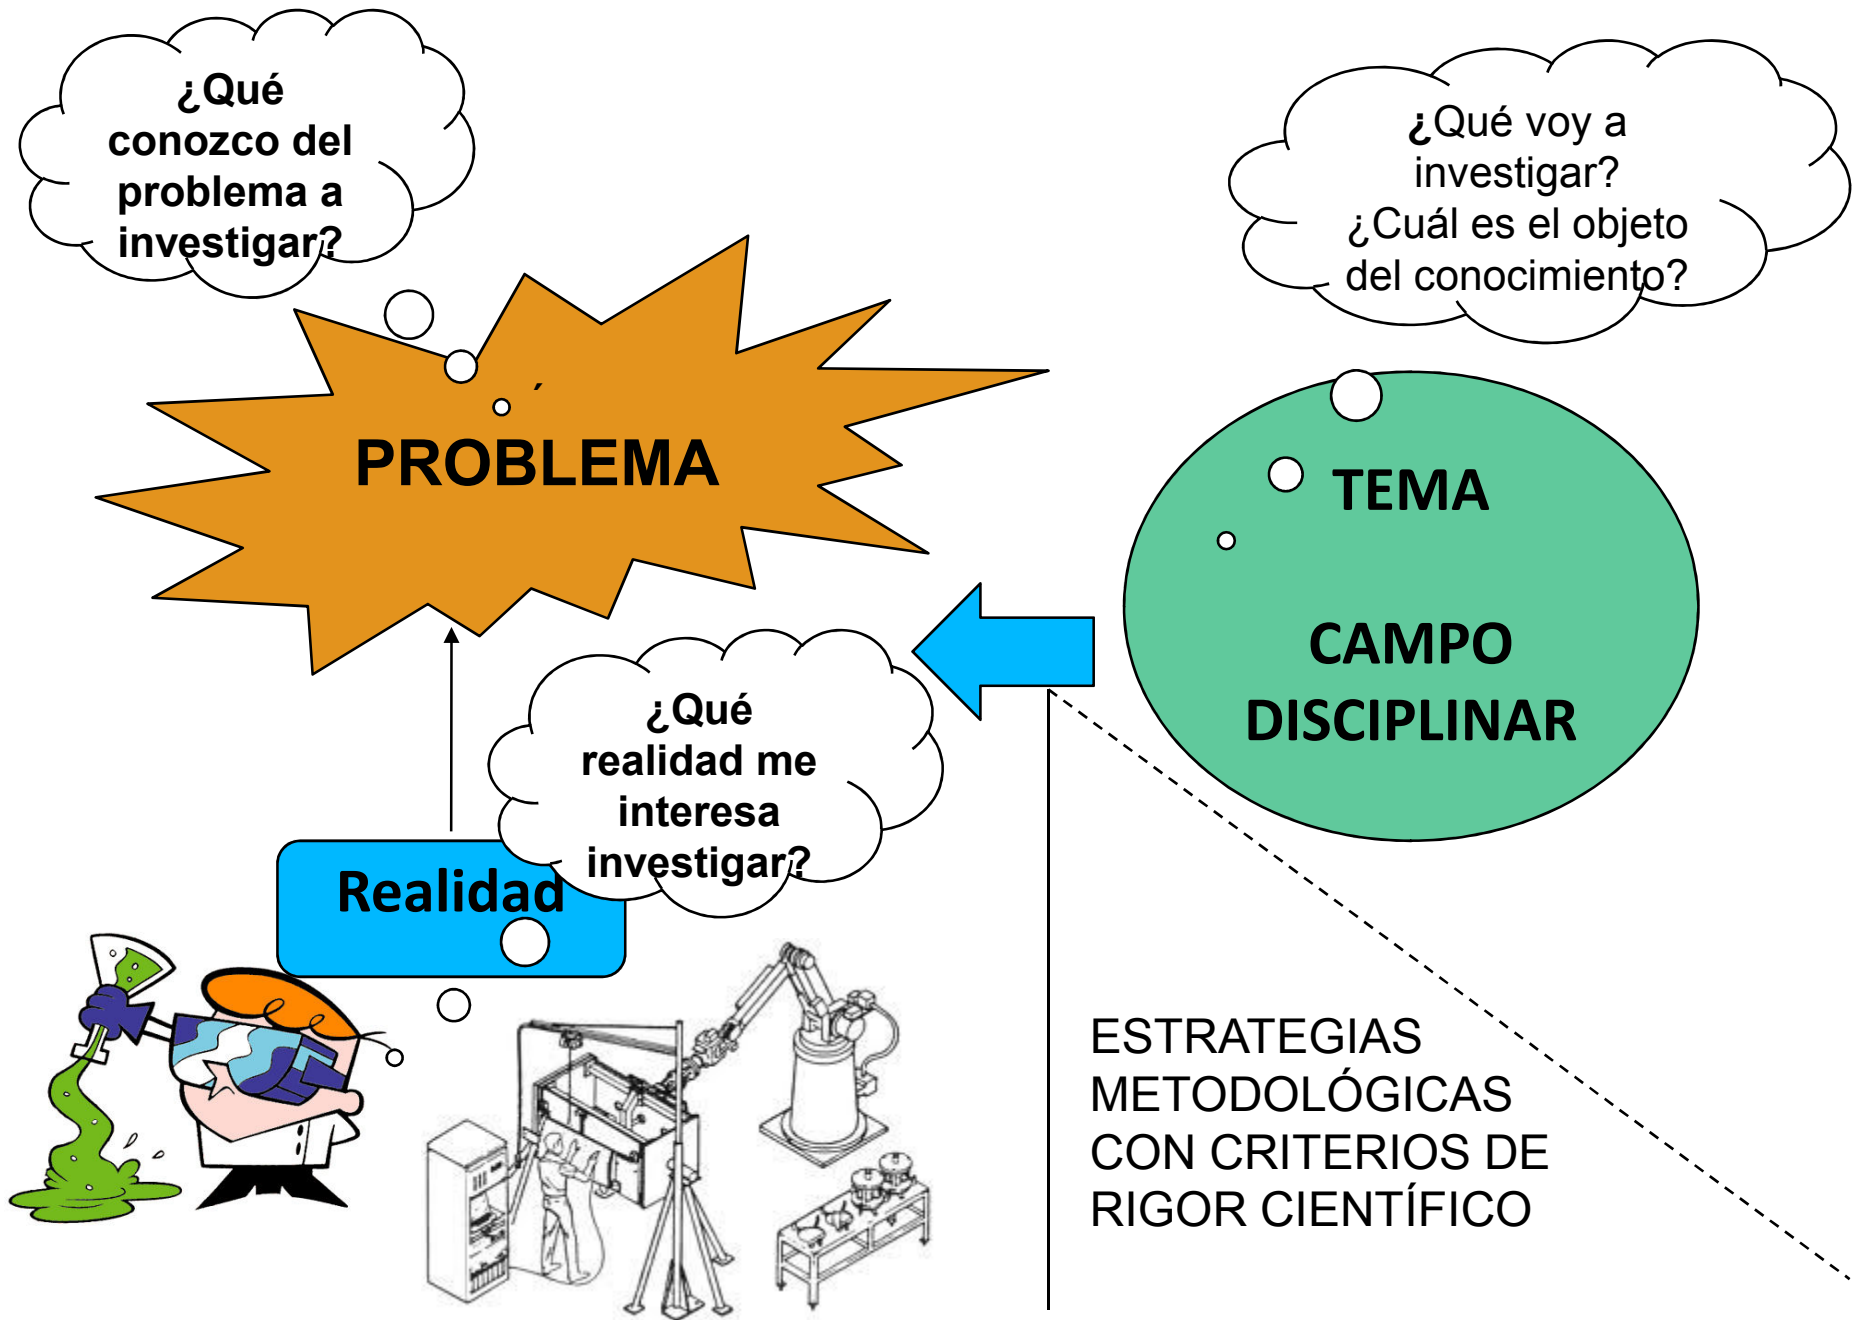 ¿Qué
conozco del
problema a
investigar?
¿Qué voy a
investigar?
¿Cuál es el objeto
del conocimiento?
´
PROBLEMA
TEMA
CAMPO
DISCIPLINAR
¿Qué
realidad me
interesa
investigar?
Realidad
ESTRATEGIAS
METODOLÓGICAS
CON CRITERIOS DE
RIGOR CIENTÍFICO